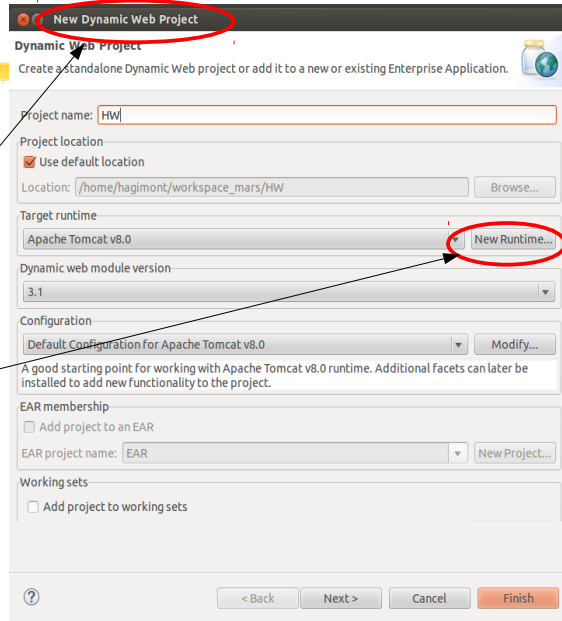 New Dynamic Web Project
Dynamic Web Project
Create a standalone Dynamic Web project or add it to a new or existing Enterprise Application.
Project name: HW
Project location
Use default location
Location: /home/hagimont/workspace_mars/HW Browse...
Target runtime
Apache Tomcat v8.0 New Runtime...
Dynamic web module version
3.1
Configuration
Default Configuration for Apache Tomcat v8.0 Modify...
A good starting point for working with Apache Tomcat v8.0 runtime. Additional facets can later be
installed to add new functionality to the project.
EAR membership
Add project to an EAR
EAR project name: EAR New Project...
Working sets
Add project to working sets
? < Back Next > Cancel Finish